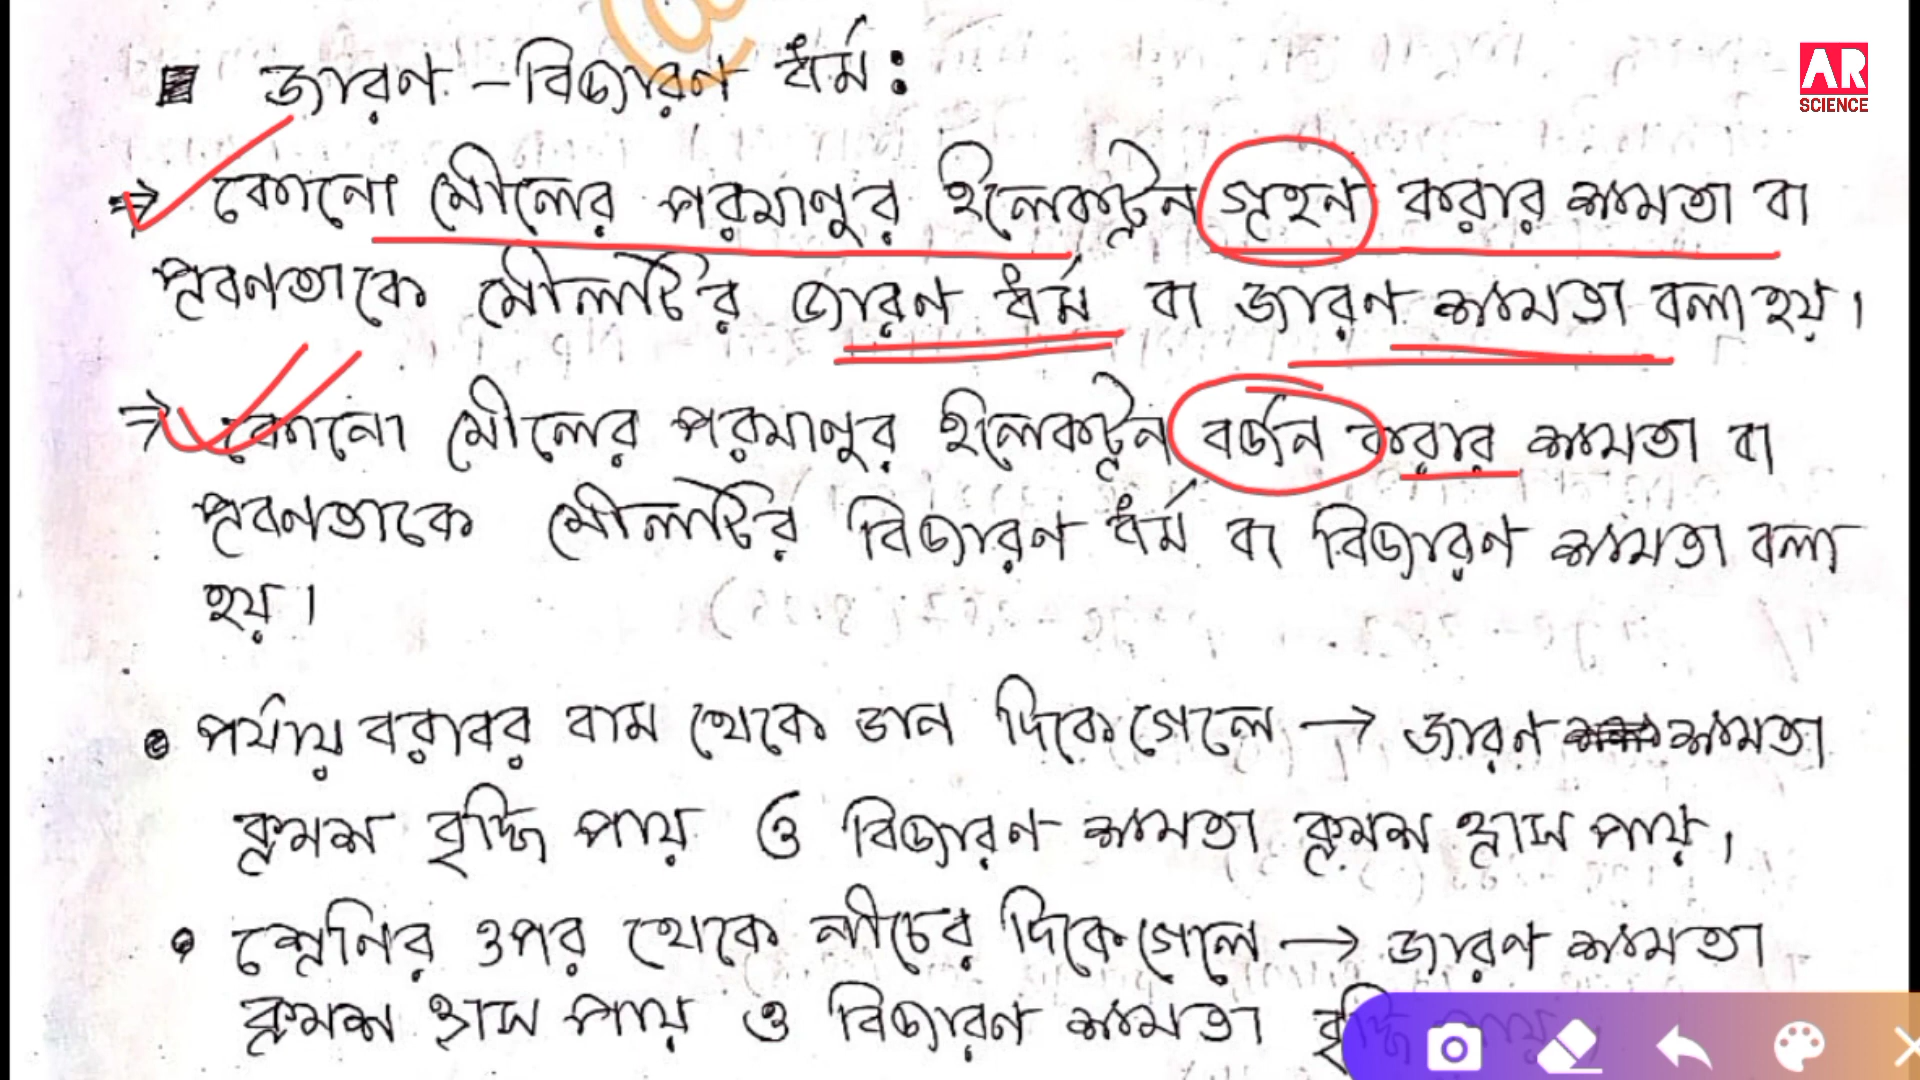 জারণ - বিজারণ ধর্ম :
AR
SCIENCE
⇒ কোনো মৌলের পরমাণুর ইলেকট্রন গৃহন করার ক্ষমতা বা
প্রবণতাকে মৌলটির জারণ ধর্ম বা জারণ ক্ষমতা বলা হয়।
⇒ কোনো মৌলের পরমাণুর ইলেকট্রন বর্জন করার ক্ষমতা বা
প্রবণতাকে মৌলটির বিজারণ ধর্ম বা বিজারণ ক্ষমতা বলা
হয়।
• পর্যায় বরাবর বাম থেকে ডান দিকে গেলে → জারণ ক্ষমতা
ক্রমশ বৃদ্ধি পায় ও বিজারণ ক্ষমতা ক্রমশ হ্রাস পায়।
• শ্রেণির ওপর থেকে নীচের দিকে গেলে → জারণ ক্ষমতা
ক্রমশ হ্রাস পায় ও বিজারণ ক্ষমতা বৃদ্ধি পায়।